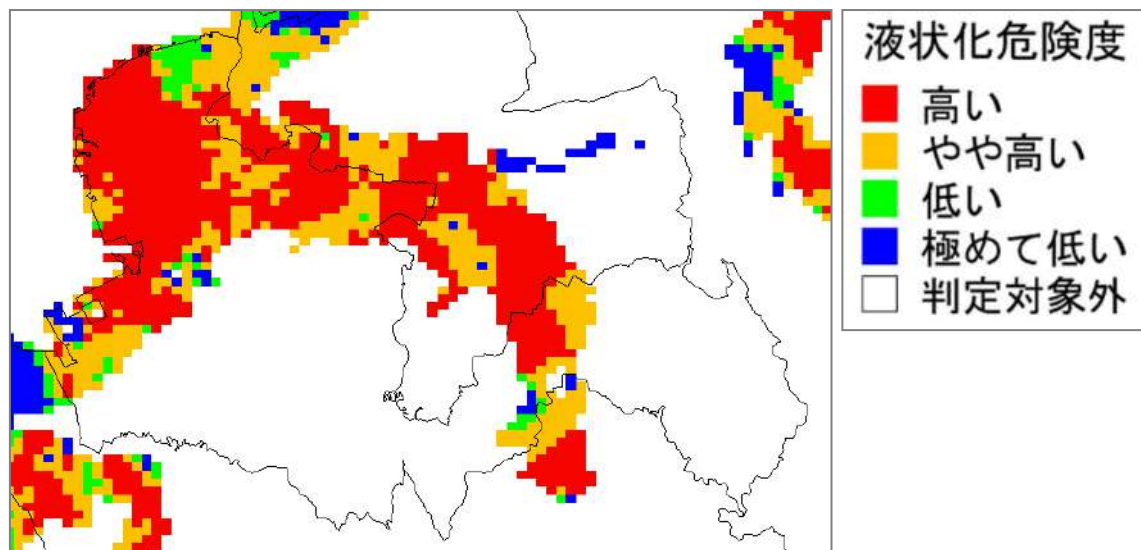 液状化危険度
高い
やや高い
低い
極めて低い
判定対象外